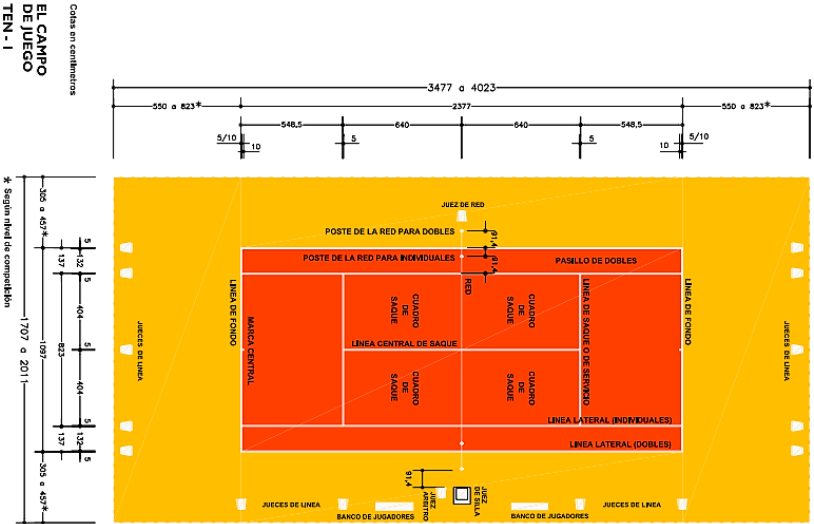 EL CAMPO
DE JUEGO
TEN - I
Cotas en centímetros
3477 a 4023
550 a 823*
2377
550 a 823*
548,5
640
640
548,5
5/10
10
5
5
10
5/10
* Según nivel de competición
1707 a 2011
305 a 457*
1097
305 a 457*
137
823
137
5
132
404
404
132
5
5
5
JUEZ DE RED
POSTE DE LA RED PARA DOBLES
91,4
POSTE DE LA RED PARA INDIVIDUALES
91,4
PASILLO DE DOBLES
RED
LINEA DE FONDO
MARCA CENTRAL
CUADRO
DE
SAQUE
CUADRO
DE
SAQUE
LINEA DE SAQUE O DE SERVICIO
LINEA DE FONDO
LÍNEA CENTRAL DE SAQUE
CUADRO
DE
SAQUE
CUADRO
DE
SAQUE
JUECES DE LINEA
JUECES DE LINEA
LINEA LATERAL (INDIVIDUALES)
LINEA LATERAL (DOBLES)
91,4
JUEZ
ARBITRO
JUEZ
DE SILLA
JUECES DE LINEA
BANCO DE JUGADORES
BANCO DE JUGADORES
JUECES DE LINEA